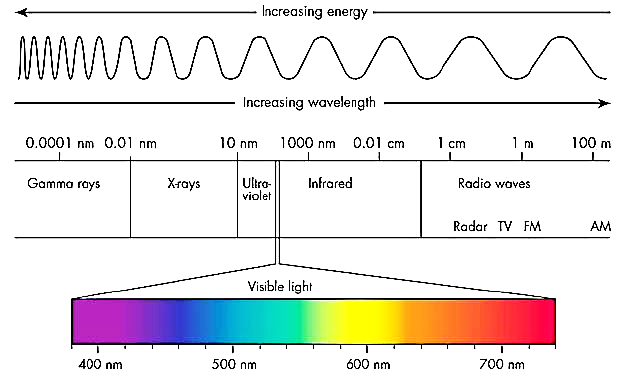 Increasing energy
Increasing wavelength
0.0001 nm 0.01 nm 10 nm 1000 nm 0.01 cm 1 cm 1 m 100 m
Gamma rays X-rays Ultra- Infrared Radio waves
violet
Radar TV FM AM
Visible light
400 nm 500 nm 600 nm 700 nm